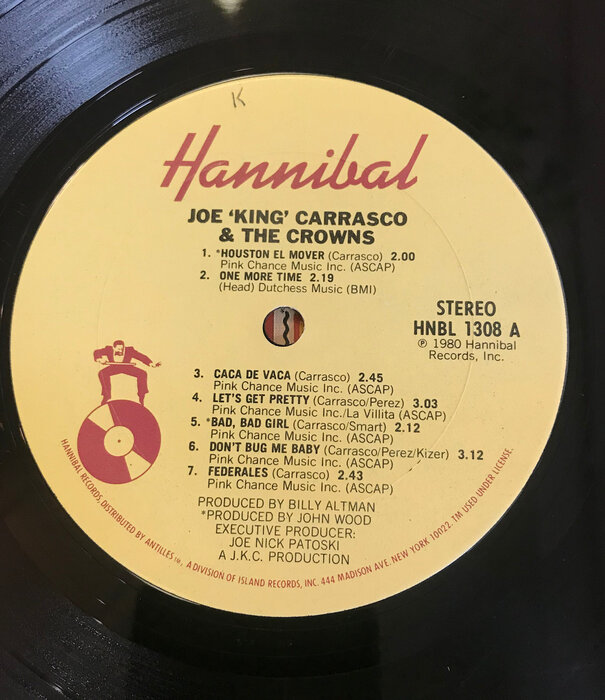 K
Hannibal
JOE ‘KING’ CARRASCO
& THE CROWNS
1. *HOUSTON EL MOVER (Carrasco) 2.00
Pink Chance Music Inc. (ASCAP)
2. ONE MORE TIME 2.19
(Head) Dutchess Music (BMI)
STEREO
HNBL 1308 A
℗ 1980 Hannibal
Records, Inc.
3. CACA DE VACA (Carrasco) 2.45
Pink Chance Music Inc. (ASCAP)
4. LET'S GET PRETTY (Carrasco/Perez) 3.03
Pink Chance Music Inc./La Villita (ASCAP)
5. *BAD, BAD GIRL (Carrasco/Smart) 2.12
Pink Chance Music Inc. (ASCAP)
6. DON'T BUG ME BABY (Carrasco/Perez/Kizer) 3.12
Pink Chance Music Inc. (ASCAP)
7. FEDERALES (Carrasco) 2.43
Pink Chance Music Inc. (ASCAP)
PRODUCED BY BILLY ALTMAN
*PRODUCED BY JOHN WOOD
EXECUTIVE PRODUCER:
JOE NICK PATOSKI
A J.K.C. PRODUCTION
HANNIBAL RECORDS, DISTRIBUTED BY ANTILLES™, A DIVISION OF ISLAND RECORDS, INC. 444 MADISON AVE. NEW YORK 10022. TM USED UNDER LICENSE.